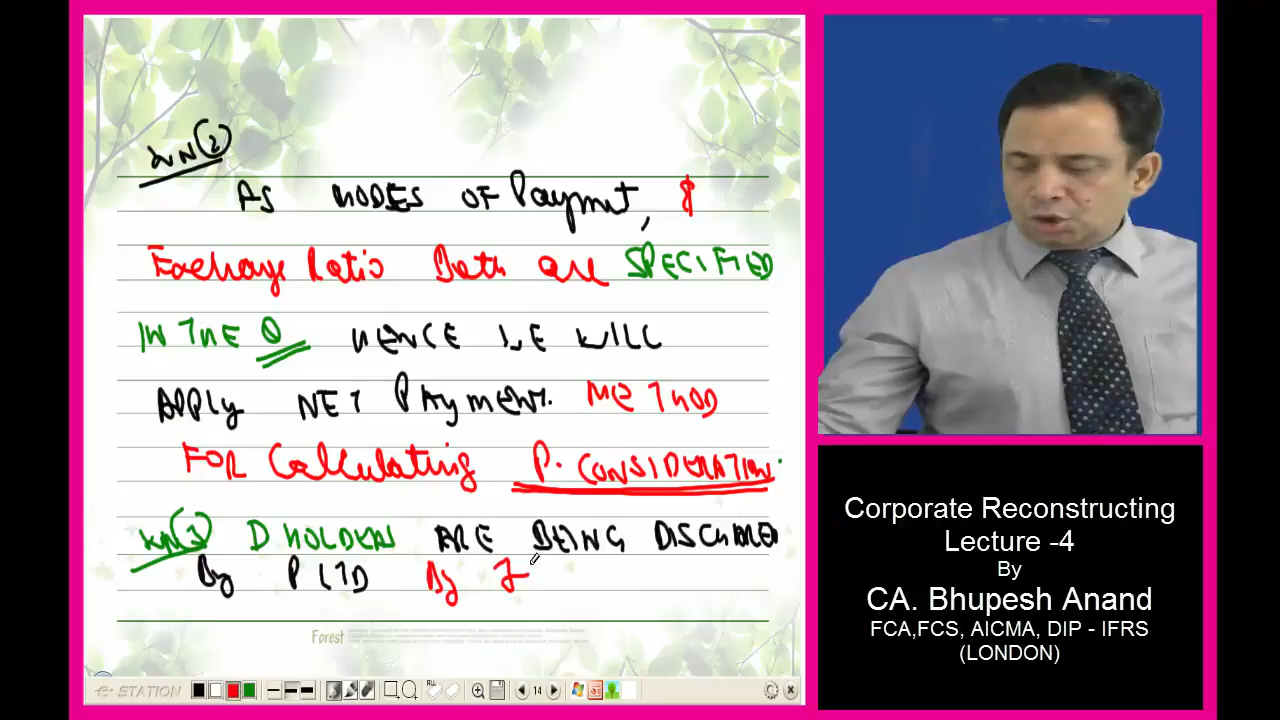 WN(2)
AS MODES OF Payment, &
Exchange Ratio Both are SPECIFIED
IN THE Q HENCE WE WILL
APPLY NET PAYMENT METHOD
FOR Calculating P. CONSIDERATION.
WN(3) D HOLDERS ARE BEING DISCHARED
By P LTD By
Forest
e-STATION
14
Corporate Reconstructing
Lecture -4
By
CA. Bhupesh Anand
FCA,FCS, AICMA, DIP - IFRS
(LONDON)